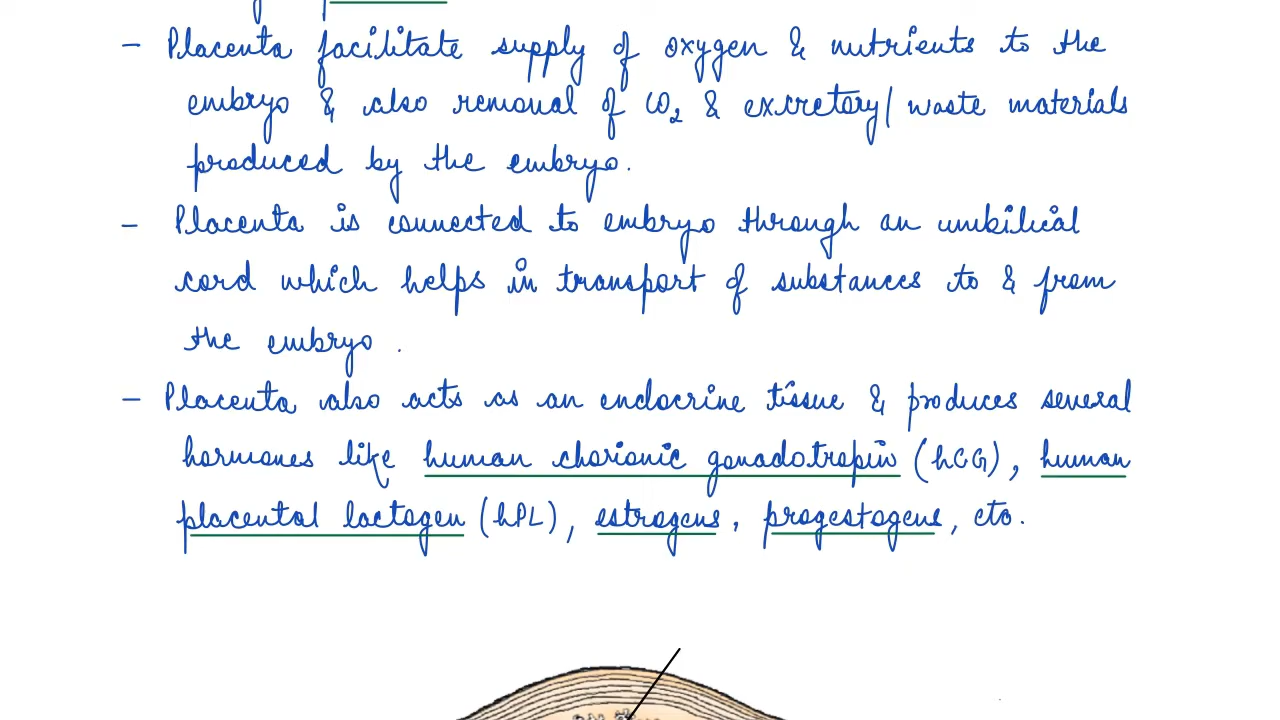 - Placenta facilitate supply of oxygen & nutrients to the
embryo & also removal of CO2 & excretory/ waste materials
produced by the embryo.
- Placenta is connected to embryo through an umbilical
cord which helps in transport of substances to & from
the embryo.
- Placenta also acts as an endocrine tissue & produces several
hormones like human chorionic gonadotropin (hCG), human
placental lactogen (hPL), estrogens, progestogens, etc.